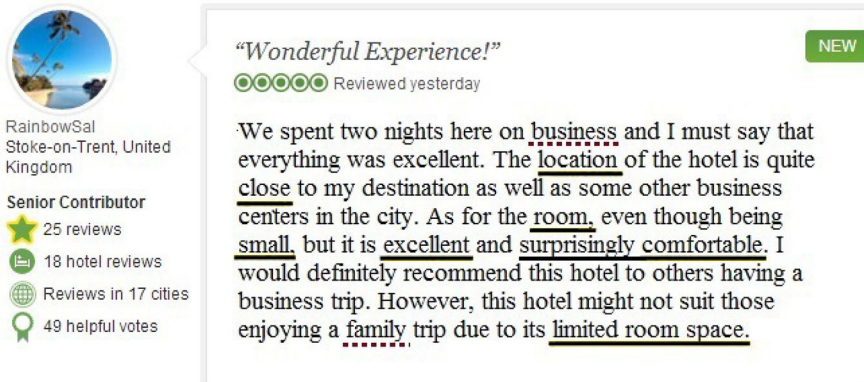 “Wonderful Experience!”
NEW
Reviewed yesterday
RainbowSal
Stoke-on-Trent, United
Kingdom
Senior Contributor
25 reviews
18 hotel reviews
Reviews in 17 cities
49 helpful votes
We spent two nights here on business and I must say that
everything was excellent. The location of the hotel is quite
close to my destination as well as some other business
centers in the city. As for the room, even though being
small, but it is excellent and surprisingly comfortable. I
would definitely recommend this hotel to others having a
business trip. However, this hotel might not suit those
enjoying a family trip due to its limited room space.